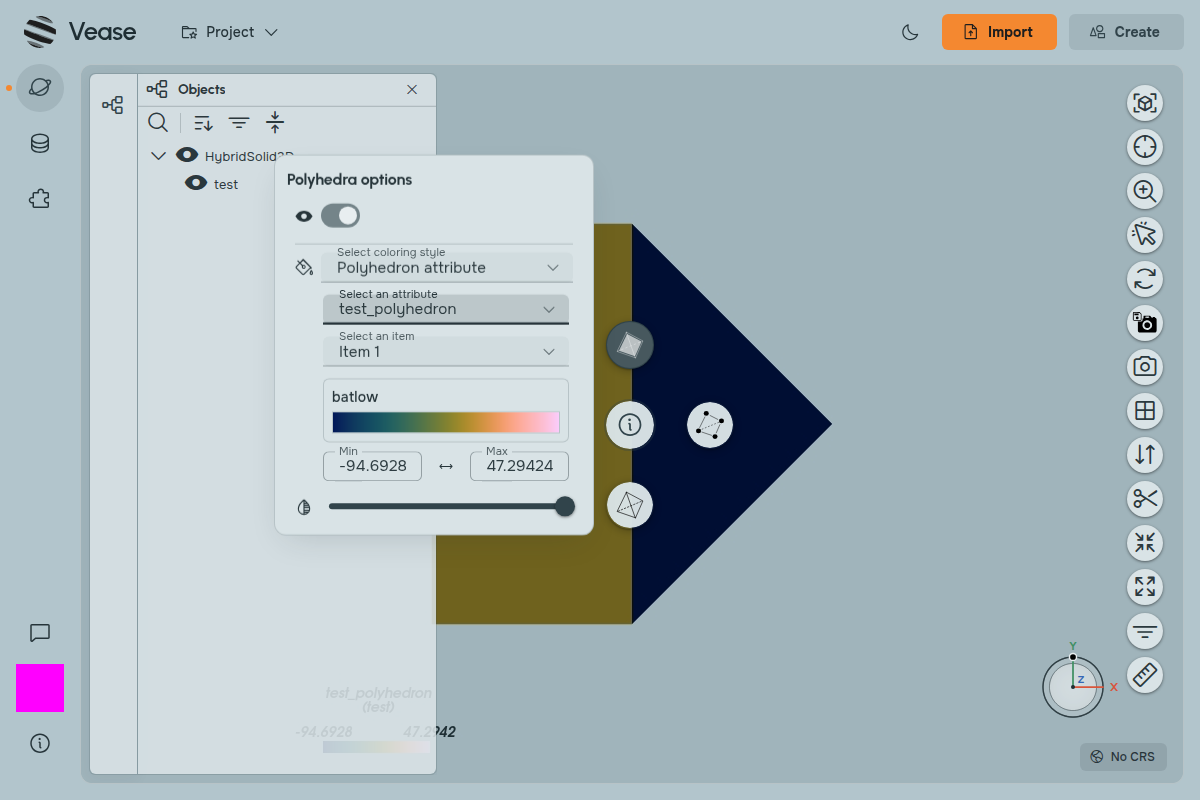 Vease
Project
Import
Create
Objects
HybridSolid3D
test
Polyhedra options
Select coloring style
Polyhedron attribute
Select an attribute
test_polyhedron
Select an item
Item 1
batlow
Min
-94.6928
Max
47.29424
test_polyhedron
(test)
-94.6928
47.2942
Y
Z
X
No CRS